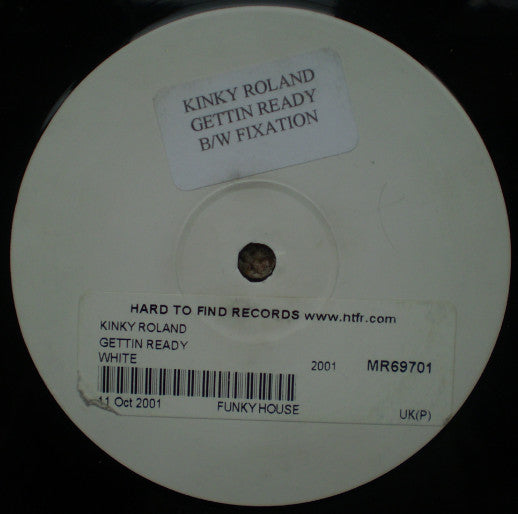 KINKY ROLAND
GETTIN READY
B/W FIXATION
HARD TO FIND RECORDS www.htfr.com
KINKY ROLAND
GETTIN READY
WHITE 2001 MR69701
11 Oct 2001 FUNKY HOUSE UK(P)